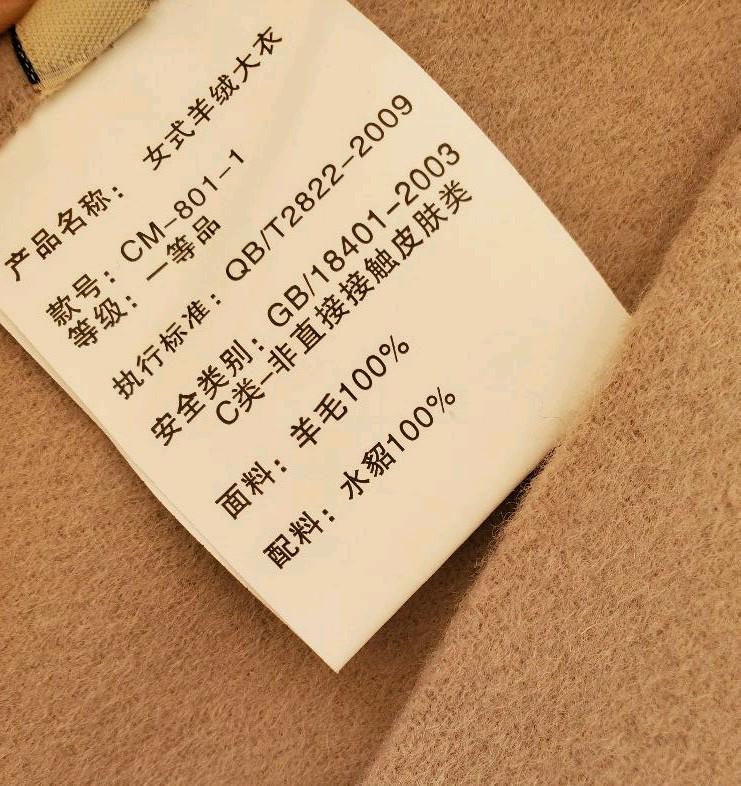 产品名称： 女式羊绒大衣
款号：CM-801-1
等级：一等品
执行标准：QB/T2822-2009
安全类别：GB/18401-2003
C类-非直接接触皮肤类
面料：羊毛100%
配料：水貂100%